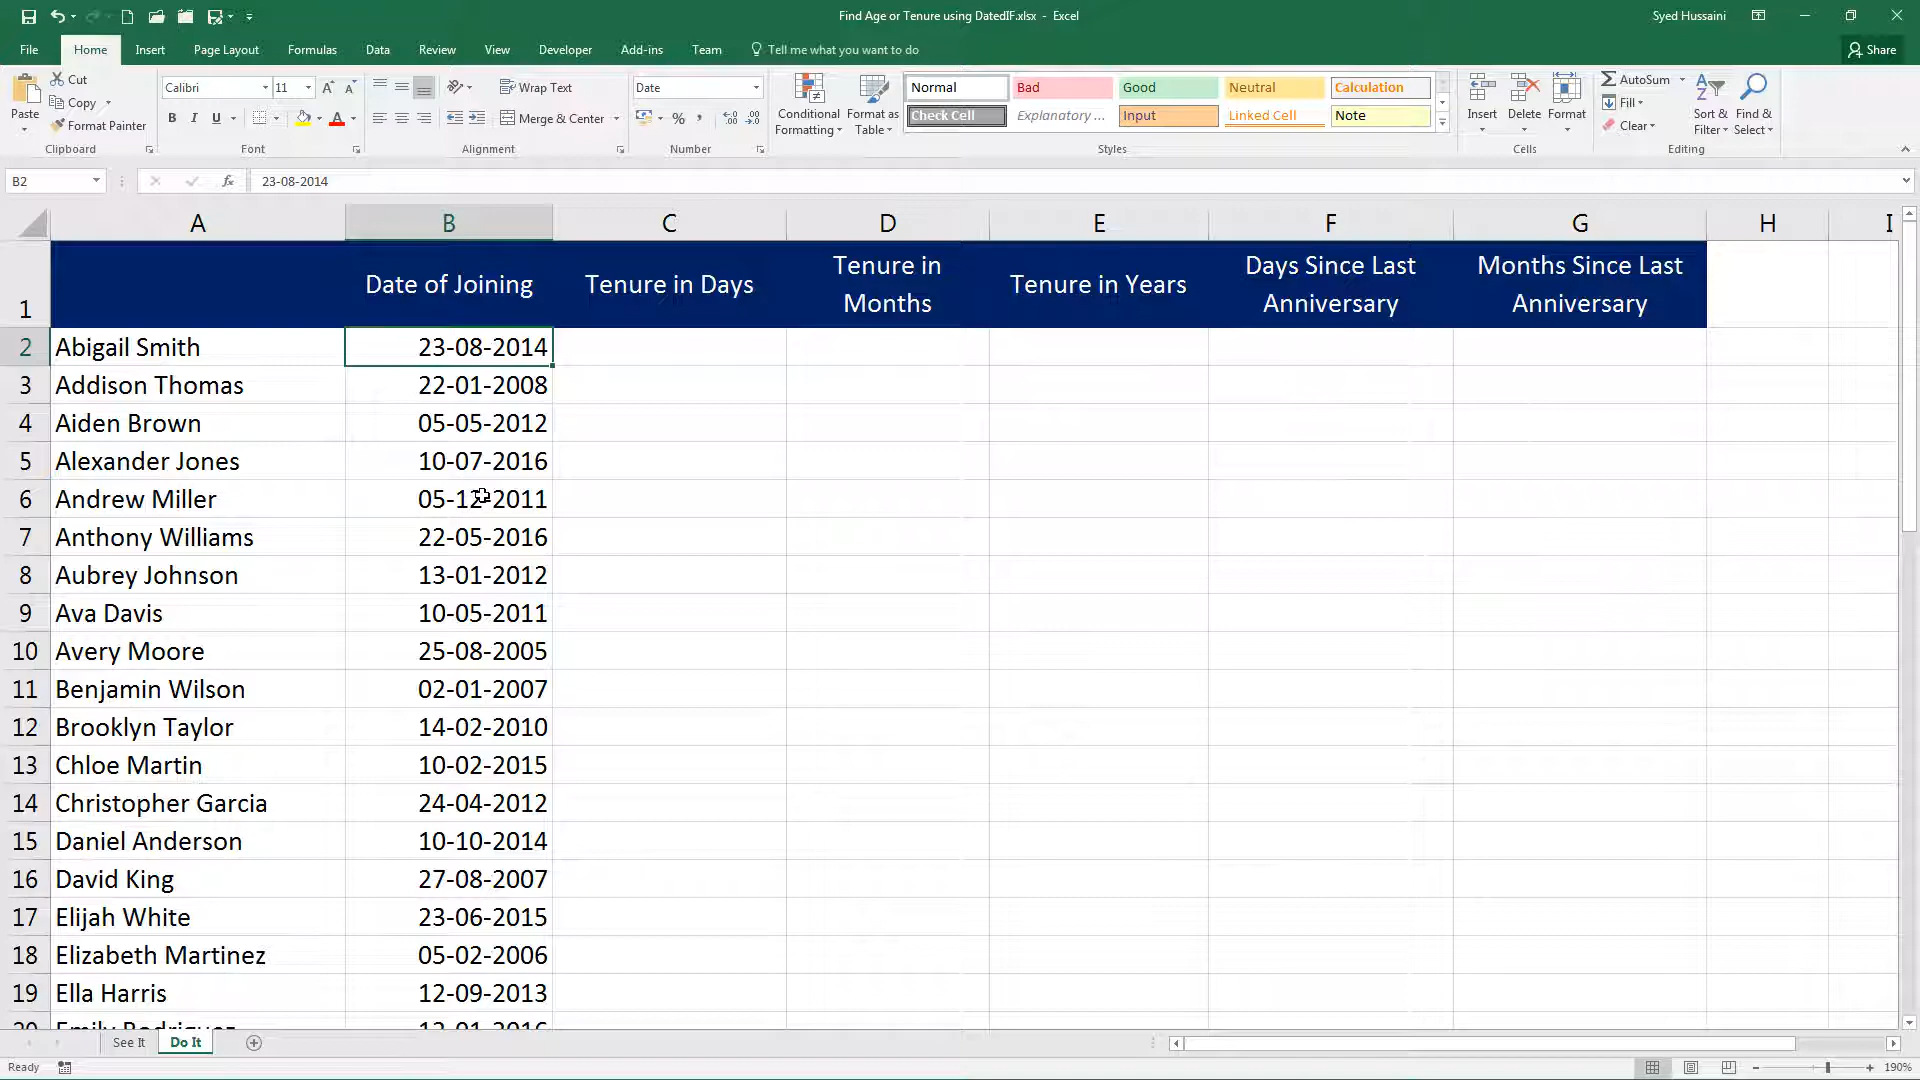 Find Age or Tenure using DatedIF.xlsx - Excel
Syed Hussaini
File Home Insert Page Layout Formulas Data Review View Developer Add-ins Team Tell me what you want to do Share
Paste
Cut
Copy
Format Painter
Clipboard
Calibri 11
B I U
Font
Wrap Text
Merge & Center
Alignment
Date
%
Number
Conditional Formatting
Format as Table
Normal Bad Good Neutral Calculation
Check Cell Explanatory ... Input Linked Cell Note
Styles
Insert Delete Format
Cells
AutoSum
Fill
Clear
Sort & Filter
Find & Select
Editing
B2 fx 23-08-2014
A B C D E F G H I
1 Date of Joining Tenure in Days Tenure in Months Tenure in Years Days Since Last Anniversary Months Since Last Anniversary
2 Abigail Smith 23-08-2014
3 Addison Thomas 22-01-2008
4 Aiden Brown 05-05-2012
5 Alexander Jones 10-07-2016
6 Andrew Miller 05-12-2011
7 Anthony Williams 22-05-2016
8 Aubrey Johnson 13-01-2012
9 Ava Davis 10-05-2011
10 Avery Moore 25-08-2005
11 Benjamin Wilson 02-01-2007
12 Brooklyn Taylor 14-02-2010
13 Chloe Martin 10-02-2015
14 Christopher Garcia 24-04-2012
15 Daniel Anderson 10-10-2014
16 David King 27-08-2007
17 Elijah White 23-06-2015
18 Elizabeth Martinez 05-02-2006
19 Ella Harris 12-09-2013
See It Do It
Ready
190%